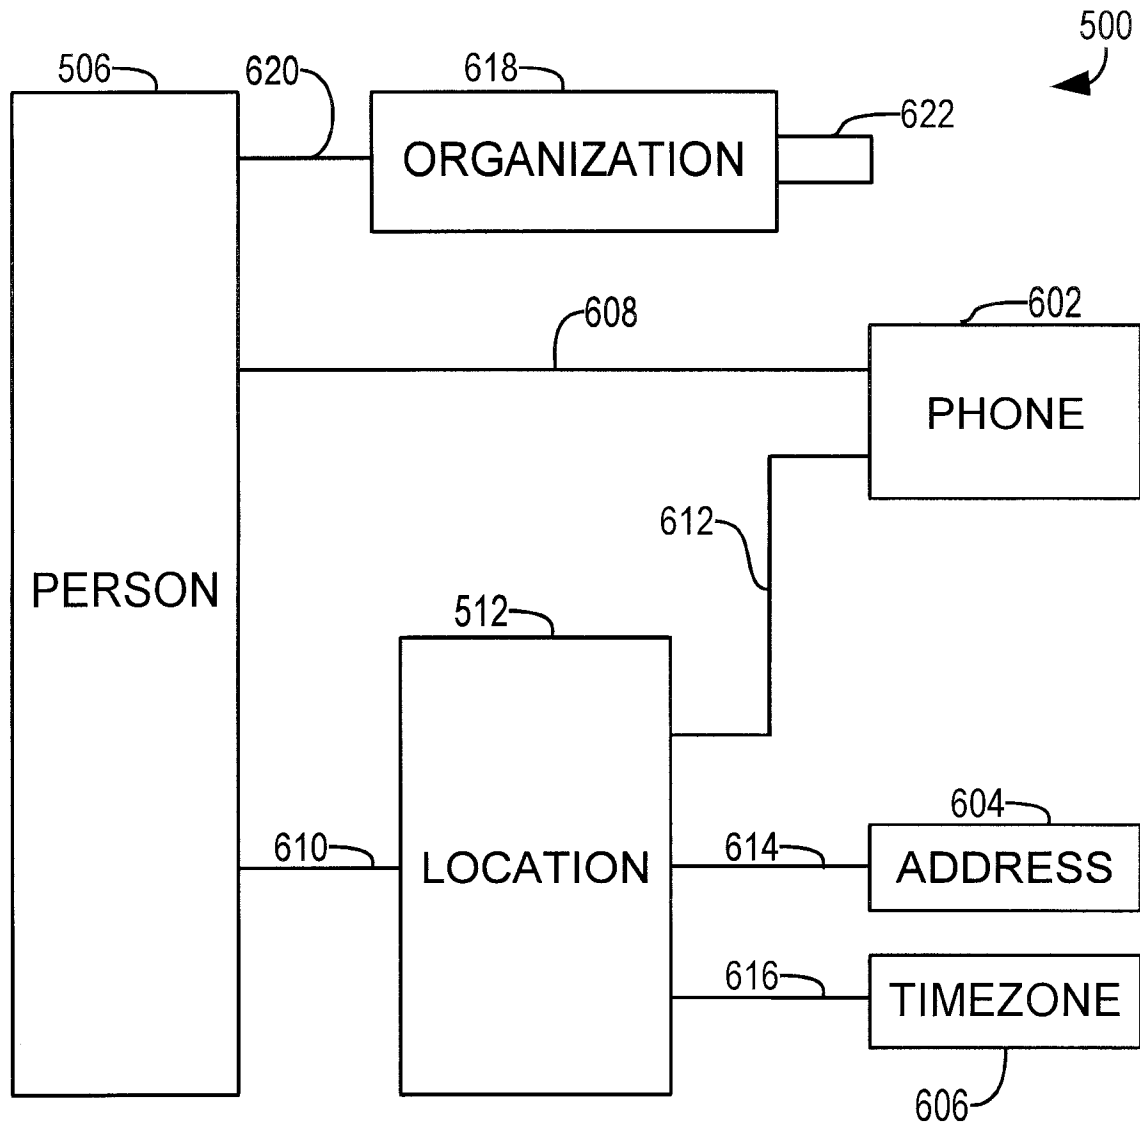 500
506
620
618
622
ORGANIZATION
608
602
PHONE
612
PERSON
512
604
610
LOCATION
614
ADDRESS
616
TIMEZONE
606